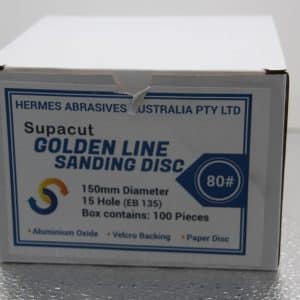 HERMES ABRASIVES AUSTRALIA PTY LTD
Supacut
GOLDEN LINE
SANDING DISC
80#
150mm Diameter
15 Hole (EB 135)
Box contains: 100 Pieces
• Aluminium Oxide • Velcro Backing • Paper Disc